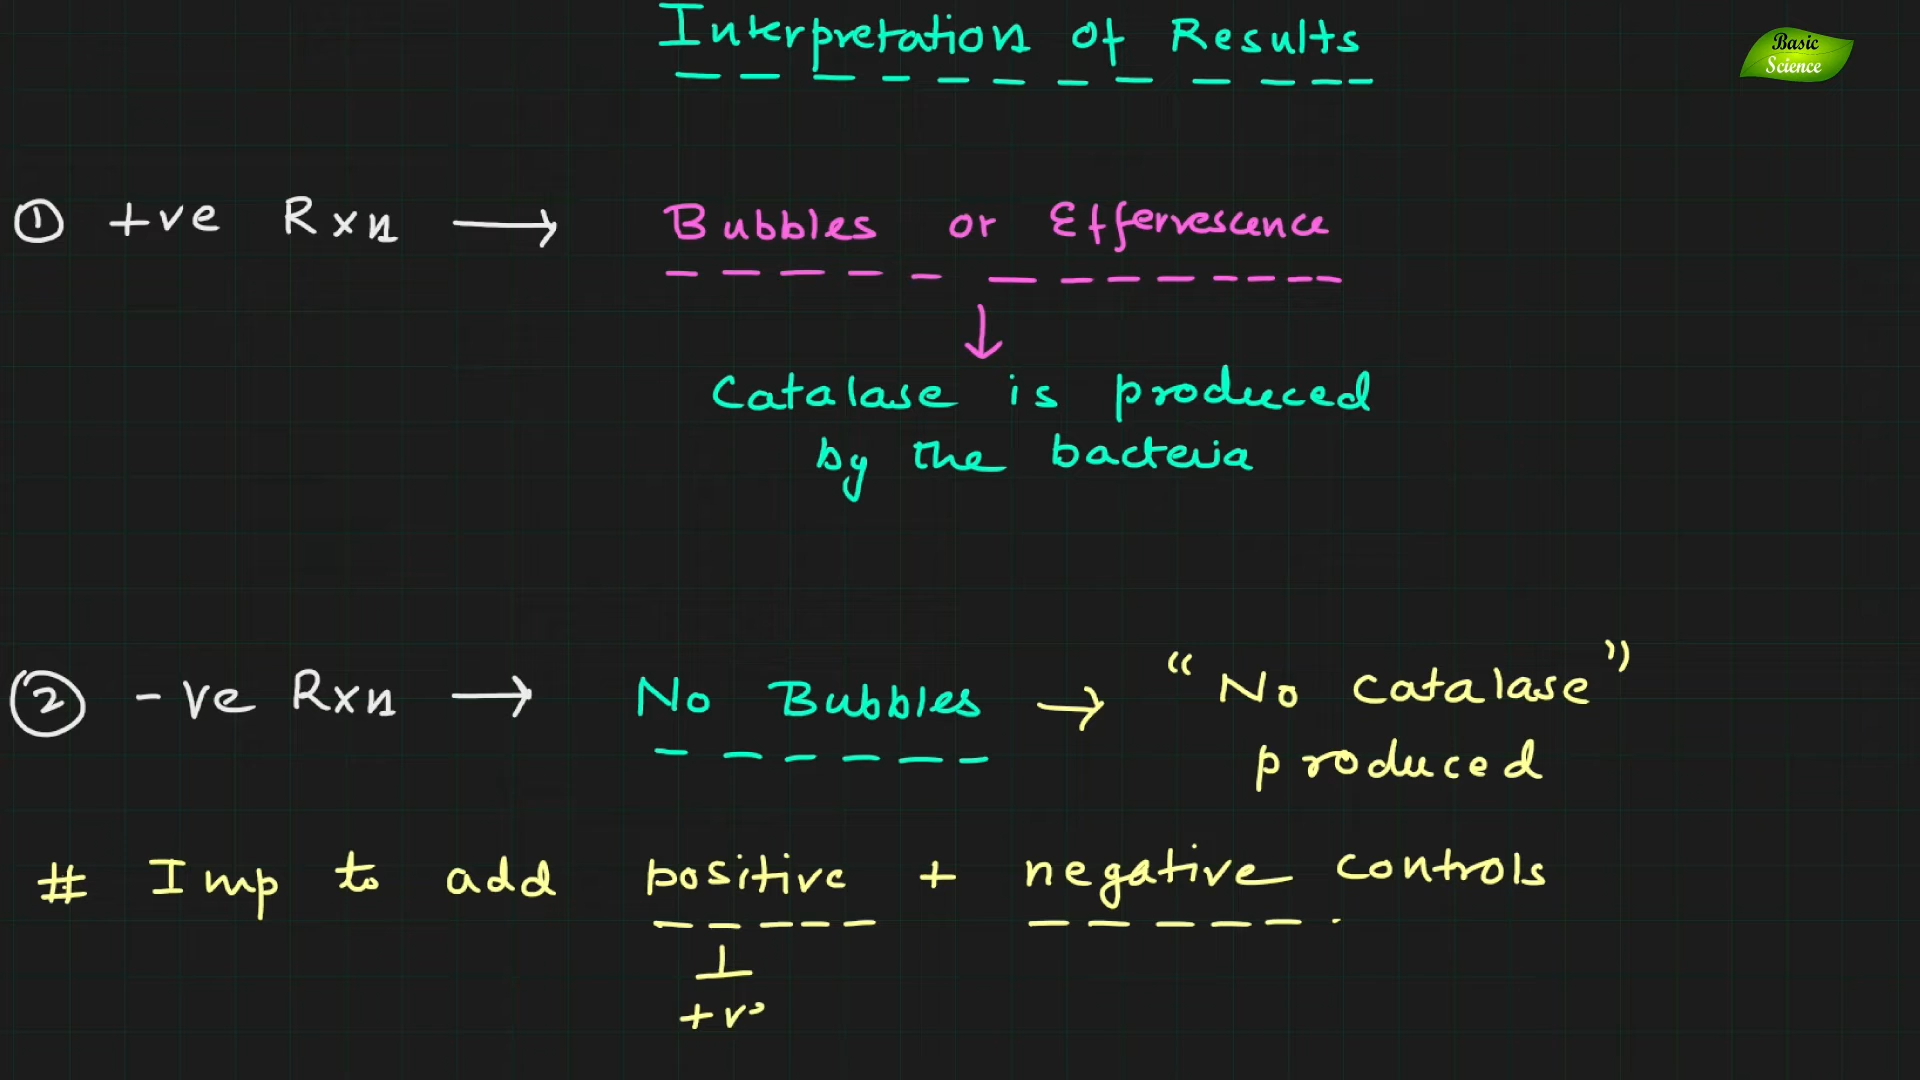 Interpretation of Results
Basic
Science
① +ve Rxn → Bubbles or Effervescence
↓
Catalase is produced
by the bacteria
② -ve Rxn → No Bubbles → "No catalase"
produced
# Imp to add positive + negative controls
+v